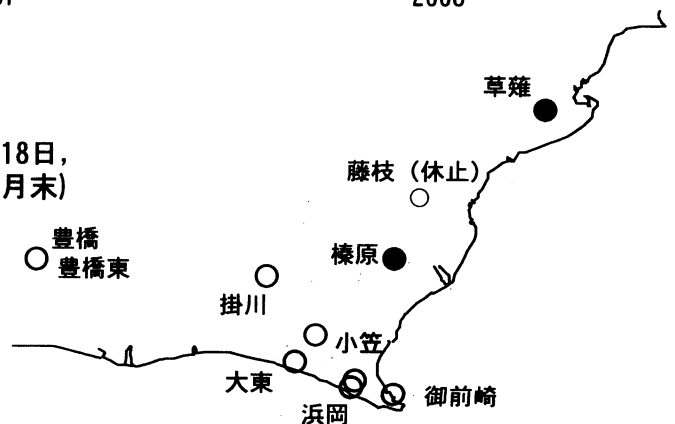 草薙
18日,
月末)
藤枝（休止）
豊橋
豊橋東
榛原
掛川
小笠
大東
浜岡
御前崎